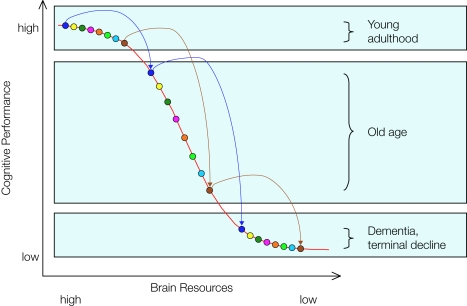 high
Young
adulthood
Cognitive Performance
Old age
Dementia,
terminal decline
low
Brain Resources
high
low